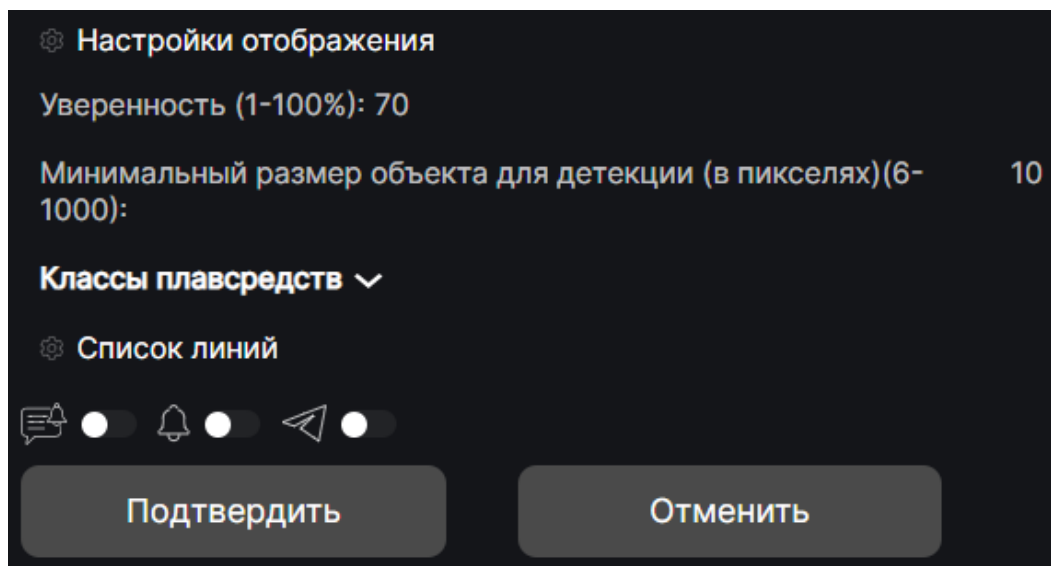 Настройки отображения
Уверенность (1-100%): 70
Минимальный размер объекта для детекции (в пикселях)(6- 10
1000):
Классы плавсредств
Список линий
Подтвердить Отменить